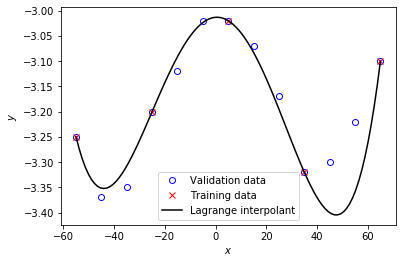 −3.00
−3.05
−3.10
−3.15
−3.20
−3.25
−3.30
−3.35
−3.40
y
Validation data
Training data
Lagrange interpolant
−60 −40 −20 0 20 40 60
x